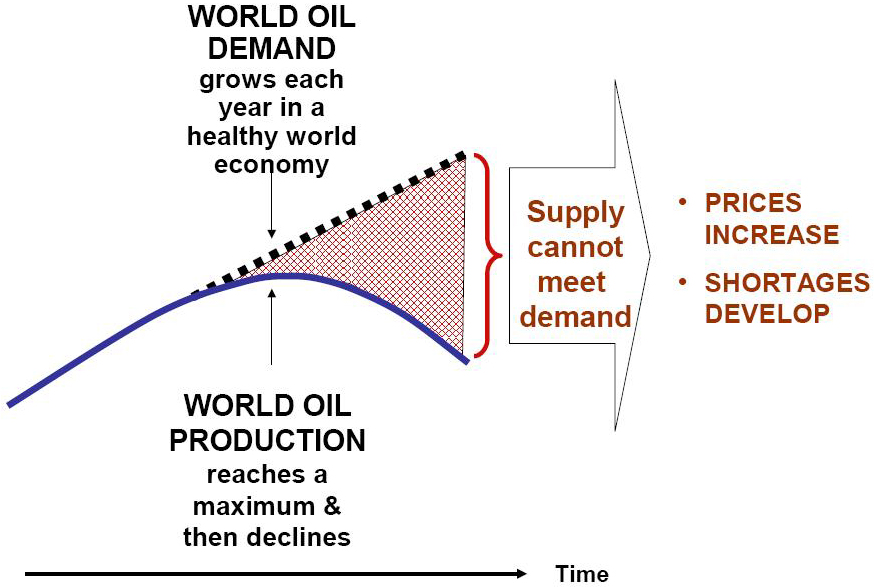 WORLD OIL
DEMAND
grows each
year in a
healthy world
economy
Supply
cannot
meet
demand
• PRICES
INCREASE
• SHORTAGES
DEVELOP
WORLD OIL
PRODUCTION
reaches a
maximum &
then declines
Time